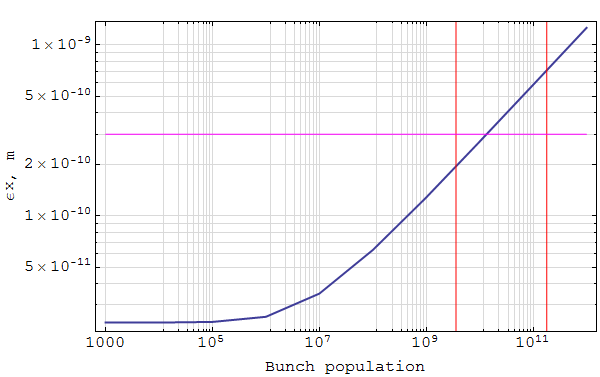 1×10⁻⁹
5×10⁻¹⁰
2×10⁻¹⁰
1×10⁻¹⁰
5×10⁻¹¹
ϵx, m
1000 10⁵ 10⁷ 10⁹ 10¹¹
Bunch population